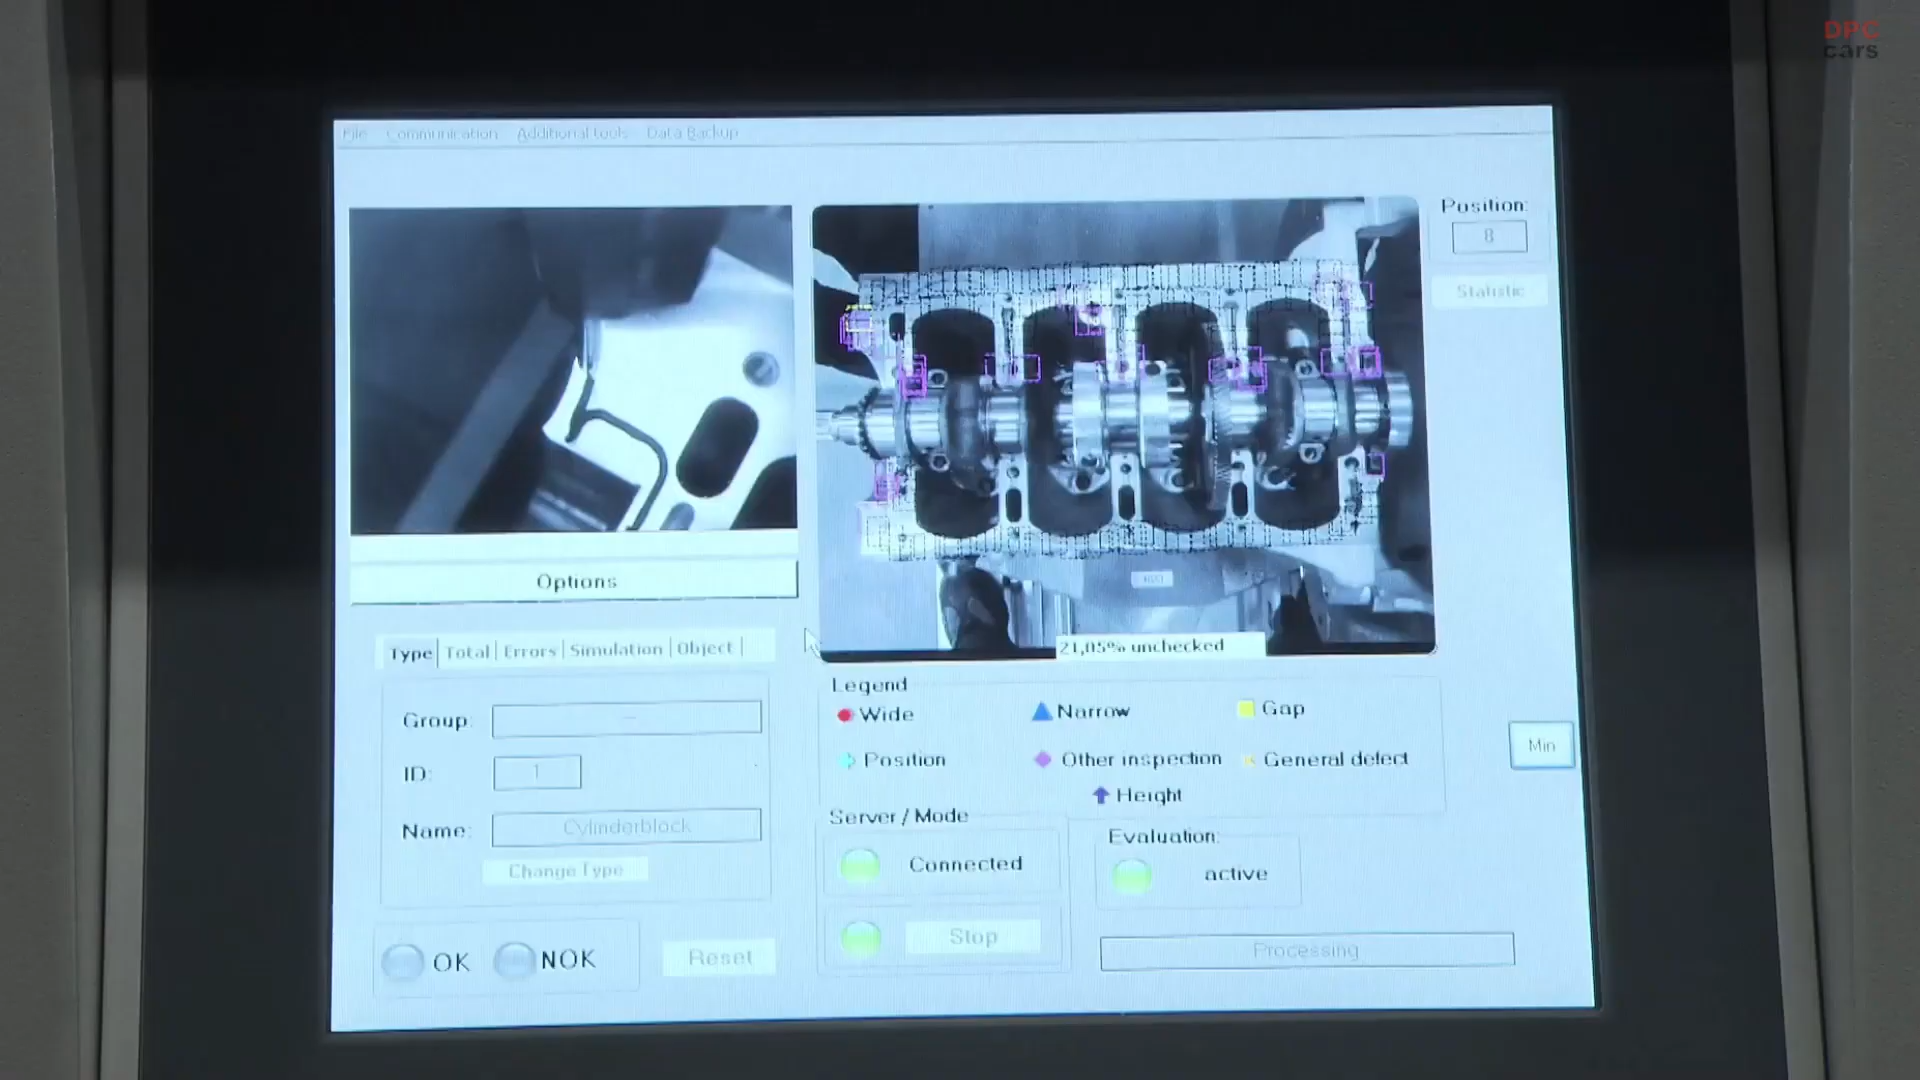 DPC
cars
File Communication Additional tools Data Backup
Position:
8
Statistic
Options
21,05% unchecked
Type Total Errors Simulation Object
Group:
ID: 1
Name: Cylinderblock
Change Type
OK NOK Reset
Legend
Wide Narrow Gap
Position Other inspection General defect
Height
Min
Server / Mode
Connected
Stop
Evaluation:
active
Processing